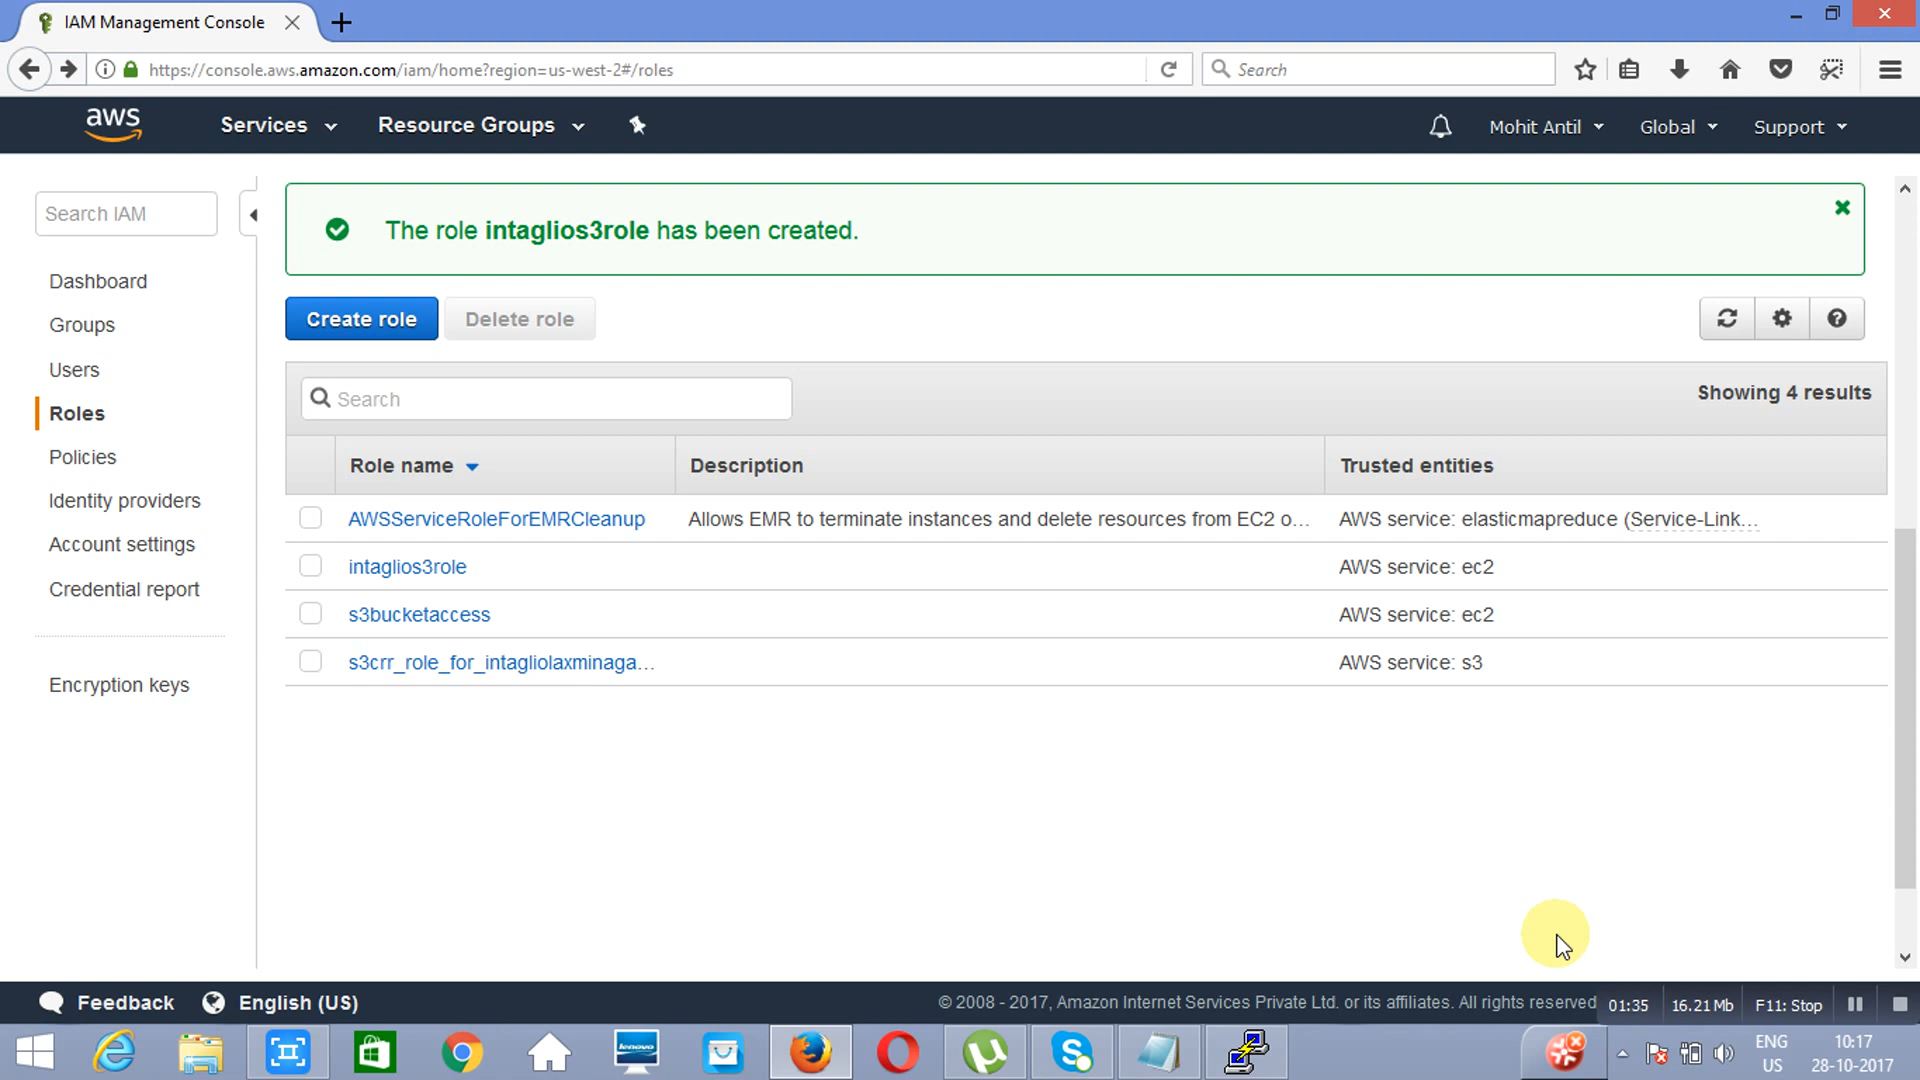 IAM Management Console
https://console.aws.amazon.com/iam/home?region=us-west-2#/roles
Search
aws
Services
Resource Groups
Mohit Antil
Global
Support
Search IAM
Dashboard
Groups
Users
Roles
Policies
Identity providers
Account settings
Credential report
Encryption keys
The role intaglios3role has been created.
Create role
Delete role
Search
Showing 4 results
Role name
Description
Trusted entities
AWSServiceRoleForEMRCleanup
Allows EMR to terminate instances and delete resources from EC2 o...
AWS service: elasticmapreduce (Service-Link...
intaglios3role
AWS service: ec2
s3bucketaccess
AWS service: ec2
s3crr_role_for_intagliolaxminaga...
AWS service: s3
Feedback
English (US)
© 2008 - 2017, Amazon Internet Services Private Ltd. or its affiliates. All rights reserved
01:35
16.21 Mb
F11: Stop
lenovo
ENG
US
10:17
28-10-2017